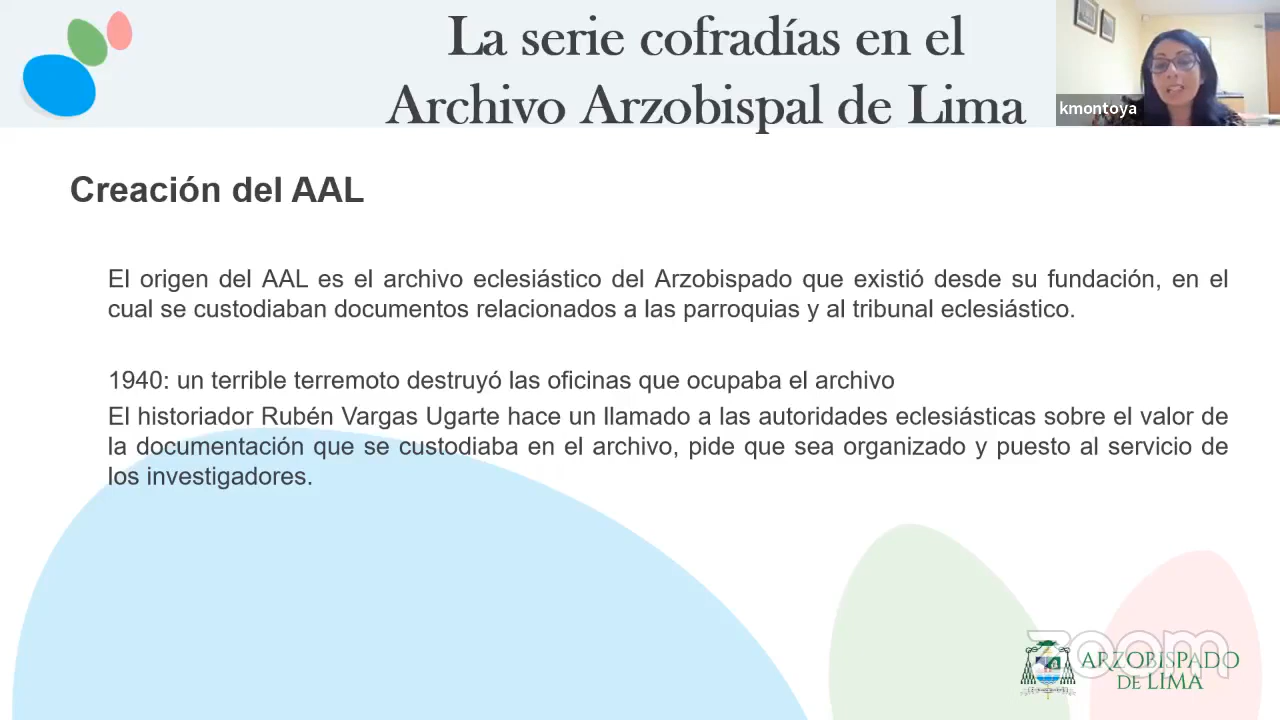 La serie cofradías en el
Archivo Arzobispal de Lima
kmontoya
Creación del AAL
El origen del AAL es el archivo eclesiástico del Arzobispado que existió desde su fundación, en el
cual se custodiaban documentos relacionados a las parroquias y al tribunal eclesiástico.
1940: un terrible terremoto destruyó las oficinas que ocupaba el archivo
El historiador Rubén Vargas Ugarte hace un llamado a las autoridades eclesiásticas sobre el valor de
la documentación que se custodiaba en el archivo, pide que sea organizado y puesto al servicio de
los investigadores.
zoom
ARZOBISPADO
DE LIMA